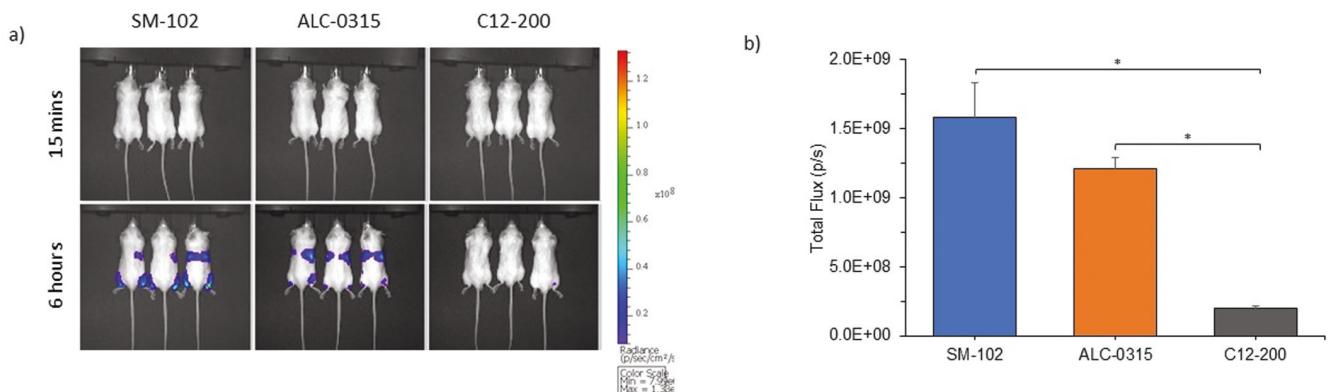 a)
SM-102 ALC-0315 C12-200
15 mins
6 hours
1.2
1.0
0.8
x10⁸
0.6
0.4
0.2
Radiance
(p/sec/cm²/s
Color Scale
Min =
Max =
b)
Total Flux (p/s)
2.0E+09
1.5E+09
1.0E+09
5.0E+08
0.0E+00
*
*
SM-102 ALC-0315 C12-200